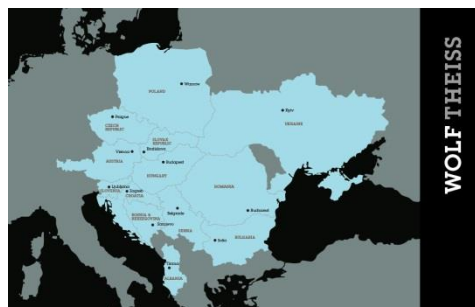 WOLF THEISS
Warsaw
POLAND
Prague
CZECH
REPUBLIC
Kyiv
UKRAINE
SLOVAK
REPUBLIC
Vienna
Bratislava
AUSTRIA
Budapest
HUNGARY
Ljubljana
SLOVENIA
Zagreb
CROATIA
ROMANIA
BOSNIA &
HERZEGOVINA
Belgrade
Bucharest
Sarajevo
SERBIA
Sofia
BULGARIA
Tirana
ALBANIA